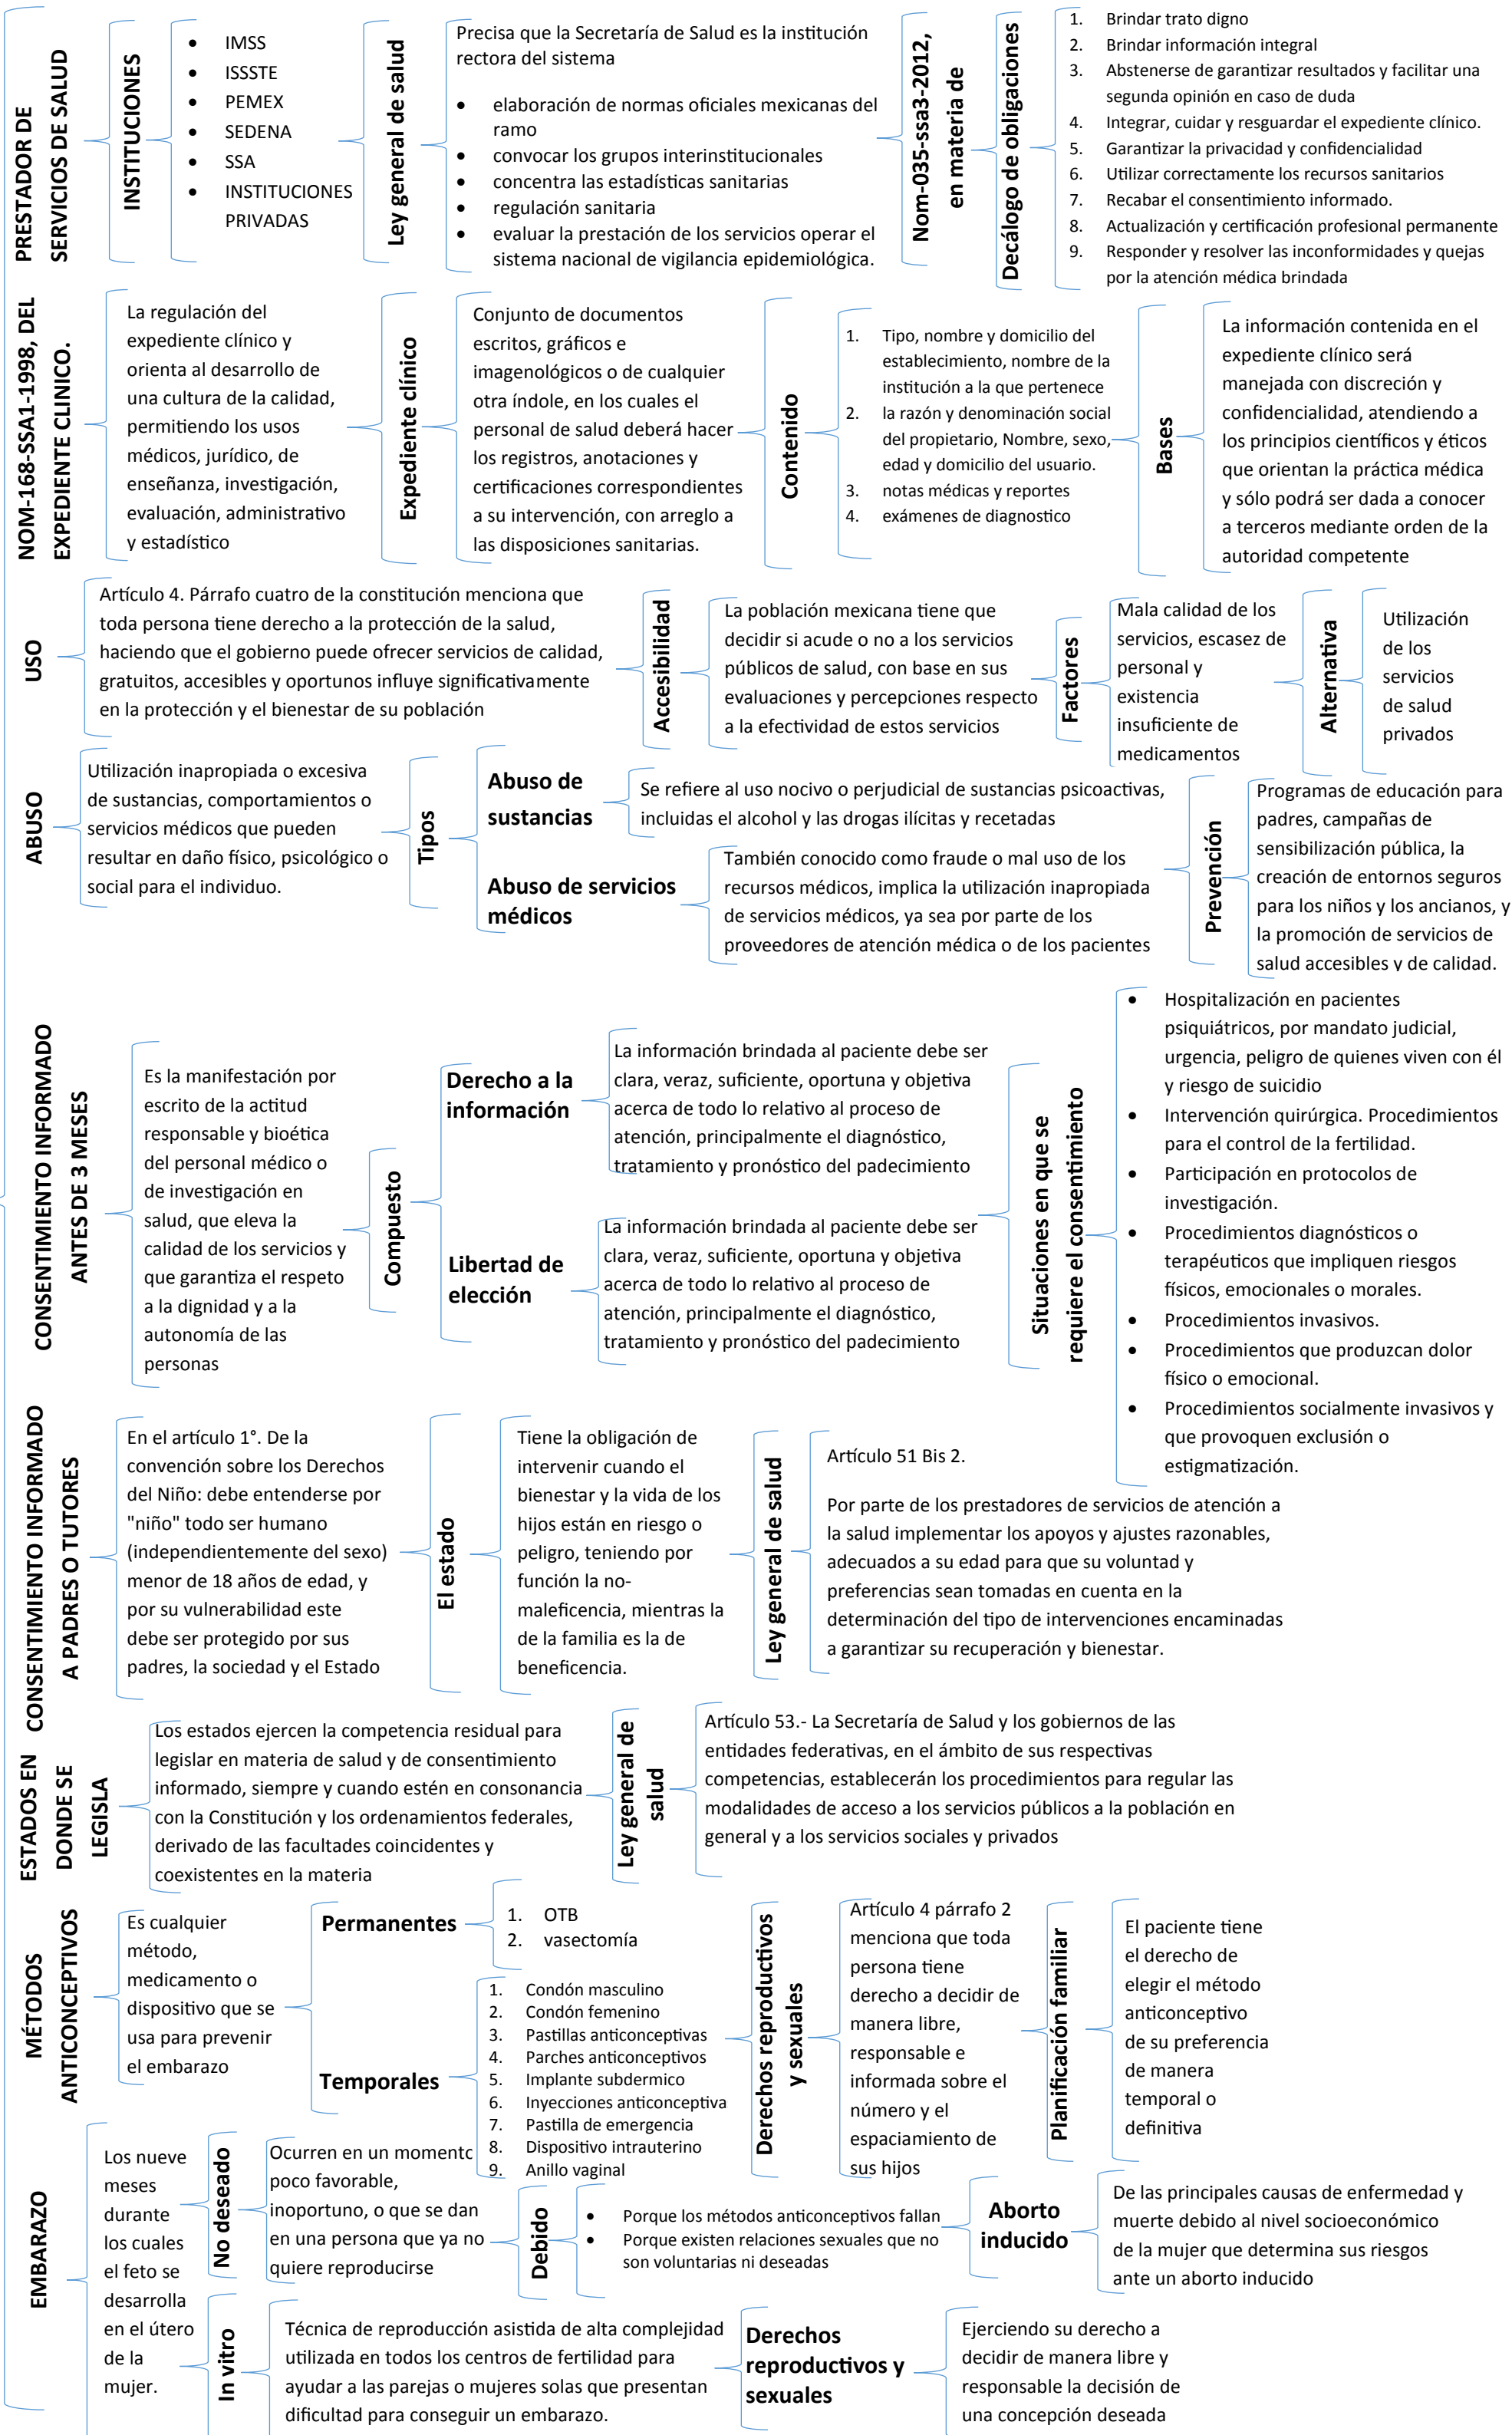 PRESTADOR DE
SERVICIOS DE SALUD
INSTITUCIONES
• IMSS
• ISSSTE
• PEMEX
• SEDENA
• SSA
• INSTITUCIONES
PRIVADAS
Ley general de salud
Precisa que la Secretaría de Salud es la institución
rectora del sistema
• elaboración de normas oficiales mexicanas del
ramo
• convocar los grupos interinstitucionales
• concentra las estadísticas sanitarias
• regulación sanitaria
• evaluar la prestación de los servicios operar el
sistema nacional de vigilancia epidemiológica.
Nom-035-ssa3-2012,
en materia de
Decálogo de obligaciones
1. Brindar trato digno
2. Brindar información integral
3. Abstenerse de garantizar resultados y facilitar una
segunda opinión en caso de duda
4. Integrar, cuidar y resguardar el expediente clínico.
5. Garantizar la privacidad y confidencialidad
6. Utilizar correctamente los recursos sanitarios
7. Recabar el consentimiento informado.
8. Actualización y certificación profesional permanente
9. Responder y resolver las inconformidades y quejas
por la atención médica brindada
NOM-168-SSA1-1998, DEL
EXPEDIENTE CLINICO.
La regulación del
expediente clínico y
orienta al desarrollo de
una cultura de la calidad,
permitiendo los usos
médicos, jurídico, de
enseñanza, investigación,
evaluación, administrativo
y estadístico
Expediente clínico
Conjunto de documentos
escritos, gráficos e
imagenológicos o de cualquier
otra índole, en los cuales el
personal de salud deberá hacer
los registros, anotaciones y
certificaciones correspondientes
a su intervención, con arreglo a
las disposiciones sanitarias.
Contenido
1. Tipo, nombre y domicilio del
establecimiento, nombre de la
institución a la que pertenece
2. la razón y denominación social
del propietario, Nombre, sexo,
edad y domicilio del usuario.
3. notas médicas y reportes
4. exámenes de diagnostico
Bases
La información contenida en el
expediente clínico será
manejada con discreción y
confidencialidad, atendiendo a
los principios científicos y éticos
que orientan la práctica médica
y sólo podrá ser dada a conocer
a terceros mediante orden de la
autoridad competente
USO
Artículo 4. Párrafo cuatro de la constitución menciona que
toda persona tiene derecho a la protección de la salud,
haciendo que el gobierno puede ofrecer servicios de calidad,
gratuitos, accesibles y oportunos influye significativamente
en la protección y el bienestar de su población
Accesibilidad
La población mexicana tiene que
decidir si acude o no a los servicios
públicos de salud, con base en sus
evaluaciones y percepciones respecto
a la efectividad de estos servicios
Factores
Mala calidad de los
servicios, escasez de
personal y
existencia
insuficiente de
medicamentos
Alternativa
Utilización
de los
servicios
de salud
privados
ABUSO
Utilización inapropiada o excesiva
de sustancias, comportamientos o
servicios médicos que pueden
resultar en daño físico, psicológico o
social para el individuo.
Tipos
Abuso de
sustancias
Se refiere al uso nocivo o perjudicial de sustancias psicoactivas,
incluidas el alcohol y las drogas ilícitas y recetadas
Abuso de servicios
médicos
También conocido como fraude o mal uso de los
recursos médicos, implica la utilización inapropiada
de servicios médicos, ya sea por parte de los
proveedores de atención médica o de los pacientes
Prevención
Programas de educación para
padres, campañas de
sensibilización pública, la
creación de entornos seguros
para los niños y los ancianos, y
la promoción de servicios de
salud accesibles y de calidad.
CONSENTIMIENTO INFORMADO
ANTES DE 3 MESES
Es la manifestación por
escrito de la actitud
responsable y bioética
del personal médico o
de investigación en
salud, que eleva la
calidad de los servicios y
que garantiza el respeto
a la dignidad y a la
autonomía de las
personas
Compuesto
Derecho a la
información
La información brindada al paciente debe ser
clara, veraz, suficiente, oportuna y objetiva
acerca de todo lo relativo al proceso de
atención, principalmente el diagnóstico,
tratamiento y pronóstico del padecimiento
Libertad de
elección
La información brindada al paciente debe ser
clara, veraz, suficiente, oportuna y objetiva
acerca de todo lo relativo al proceso de
atención, principalmente el diagnóstico,
tratamiento y pronóstico del padecimiento
Situaciones en que se
requiere el consentimiento
• Hospitalización en pacientes
psiquiátricos, por mandato judicial,
urgencia, peligro de quienes viven con él
y riesgo de suicidio
• Intervención quirúrgica. Procedimientos
para el control de la fertilidad.
• Participación en protocolos de
investigación.
• Procedimientos diagnósticos o
terapéuticos que impliquen riesgos
físicos, emocionales o morales.
• Procedimientos invasivos.
• Procedimientos que produzcan dolor
físico o emocional.
• Procedimientos socialmente invasivos y
que provoquen exclusión o
estigmatización.
CONSENTIMIENTO INFORMADO
A PADRES O TUTORES
En el artículo 1°. De la
convención sobre los Derechos
del Niño: debe entenderse por
"niño" todo ser humano
(independientemente del sexo)
menor de 18 años de edad, y
por su vulnerabilidad este
debe ser protegido por sus
padres, la sociedad y el Estado
El estado
Tiene la obligación de
intervenir cuando el
bienestar y la vida de los
hijos están en riesgo o
peligro, teniendo por
función la no-
maleficencia, mientras la
de la familia es la de
beneficencia.
Ley general de salud
Artículo 51 Bis 2.
Por parte de los prestadores de servicios de atención a
la salud implementar los apoyos y ajustes razonables,
adecuados a su edad para que su voluntad y
preferencias sean tomadas en cuenta en la
determinación del tipo de intervenciones encaminadas
a garantizar su recuperación y bienestar.
ESTADOS EN
DONDE SE
LEGISLA
Los estados ejercen la competencia residual para
legislar en materia de salud y de consentimiento
informado, siempre y cuando estén en consonancia
con la Constitución y los ordenamientos federales,
derivado de las facultades coincidentes y
coexistentes en la materia
Ley general de
salud
Artículo 53.- La Secretaría de Salud y los gobiernos de las
entidades federativas, en el ámbito de sus respectivas
competencias, establecerán los procedimientos para regular las
modalidades de acceso a los servicios públicos a la población en
general y a los servicios sociales y privados
MÉTODOS
ANTICONCEPTIVOS
Es cualquier
método,
medicamento o
dispositivo que se
usa para prevenir
el embarazo
Permanentes
1. OTB
2. vasectomía
Temporales
1. Condón masculino
2. Condón femenino
3. Pastillas anticonceptivas
4. Parches anticonceptivos
5. Implante subdermico
6. Inyecciones anticonceptiva
7. Pastilla de emergencia
8. Dispositivo intrauterino
9. Anillo vaginal
Derechos reproductivos
y sexuales
Artículo 4 párrafo 2
menciona que toda
persona tiene
derecho a decidir de
manera libre,
responsable e
informada sobre el
número y el
espaciamiento de
sus hijos
Planificación familiar
El paciente tiene
el derecho de
elegir el método
anticonceptivo
de su preferencia
de manera
temporal o
definitiva
EMBARAZO
Los nueve
meses
durante
los cuales
el feto se
desarrolla
en el útero
de la
mujer.
No deseado
Ocurren en un momento
poco favorable,
inoportuno, o que se dan
en una persona que ya no
quiere reproducirse
Debido
• Porque los métodos anticonceptivos fallan
• Porque existen relaciones sexuales que no
son voluntarias ni deseadas
Aborto
inducido
De las principales causas de enfermedad y
muerte debido al nivel socioeconómico
de la mujer que determina sus riesgos
ante un aborto inducido
In vitro
Técnica de reproducción asistida de alta complejidad
utilizada en todos los centros de fertilidad para
ayudar a las parejas o mujeres solas que presentan
dificultad para conseguir un embarazo.
Derechos
reproductivos y
sexuales
Ejerciendo su derecho a
decidir de manera libre y
responsable la decisión de
una concepción deseada